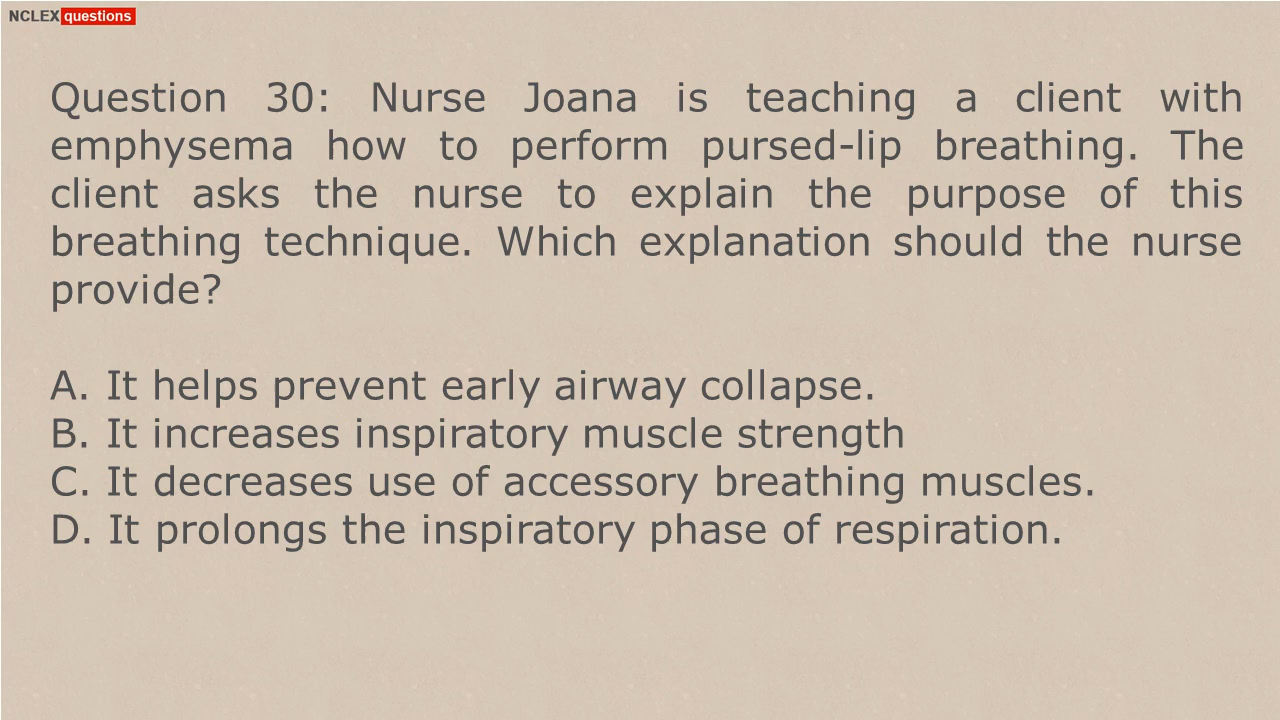 NCLEX questions
Question 30: Nurse Joana is teaching a client with
emphysema how to perform pursed-lip breathing. The
client asks the nurse to explain the purpose of this
breathing technique. Which explanation should the nurse
provide?
A. It helps prevent early airway collapse.
B. It increases inspiratory muscle strength
C. It decreases use of accessory breathing muscles.
D. It prolongs the inspiratory phase of respiration.